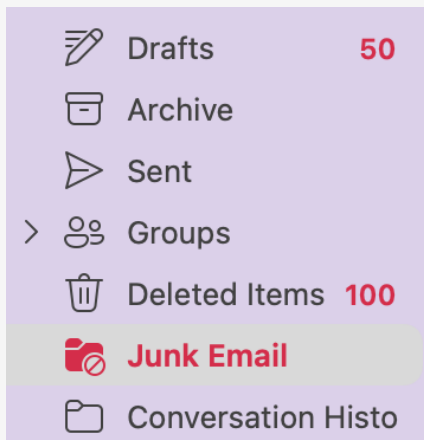 Drafts 50
Archive
Sent
Groups
Deleted Items 100
Junk Email
Conversation Histo